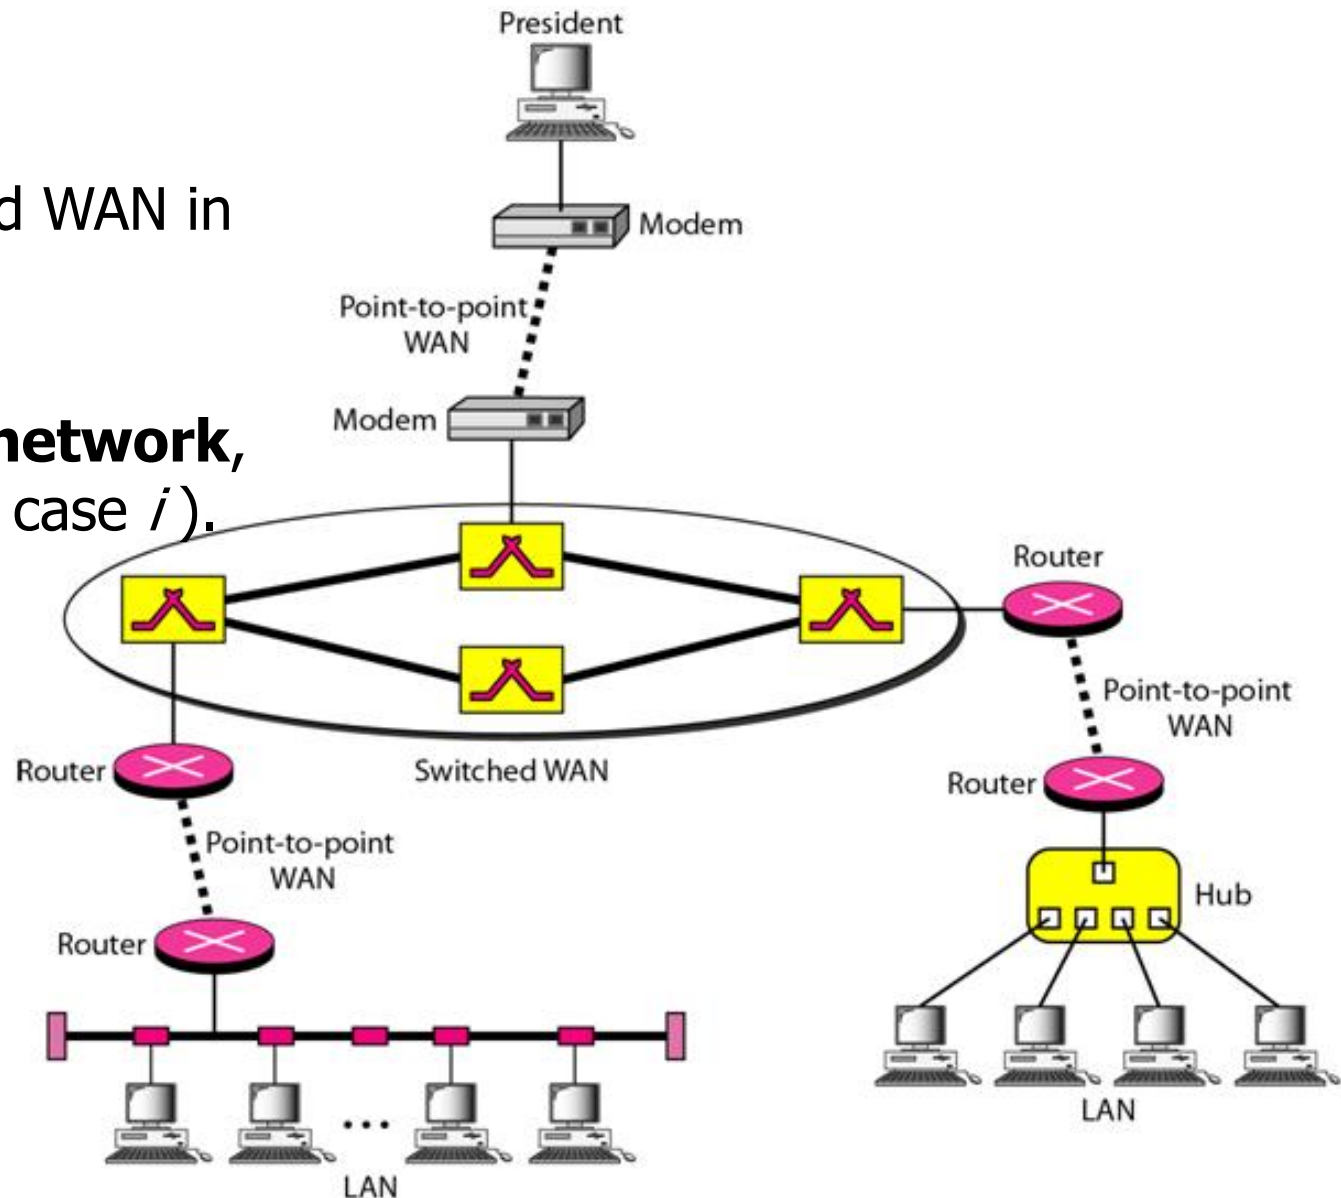 President
d WAN in
Modem
Point-to-point
WAN
Modem
network,
case i ).
Router
Point-to-point
WAN
Router
Switched WAN
Router
Point-to-point
WAN
Hub
Router
LAN
LAN